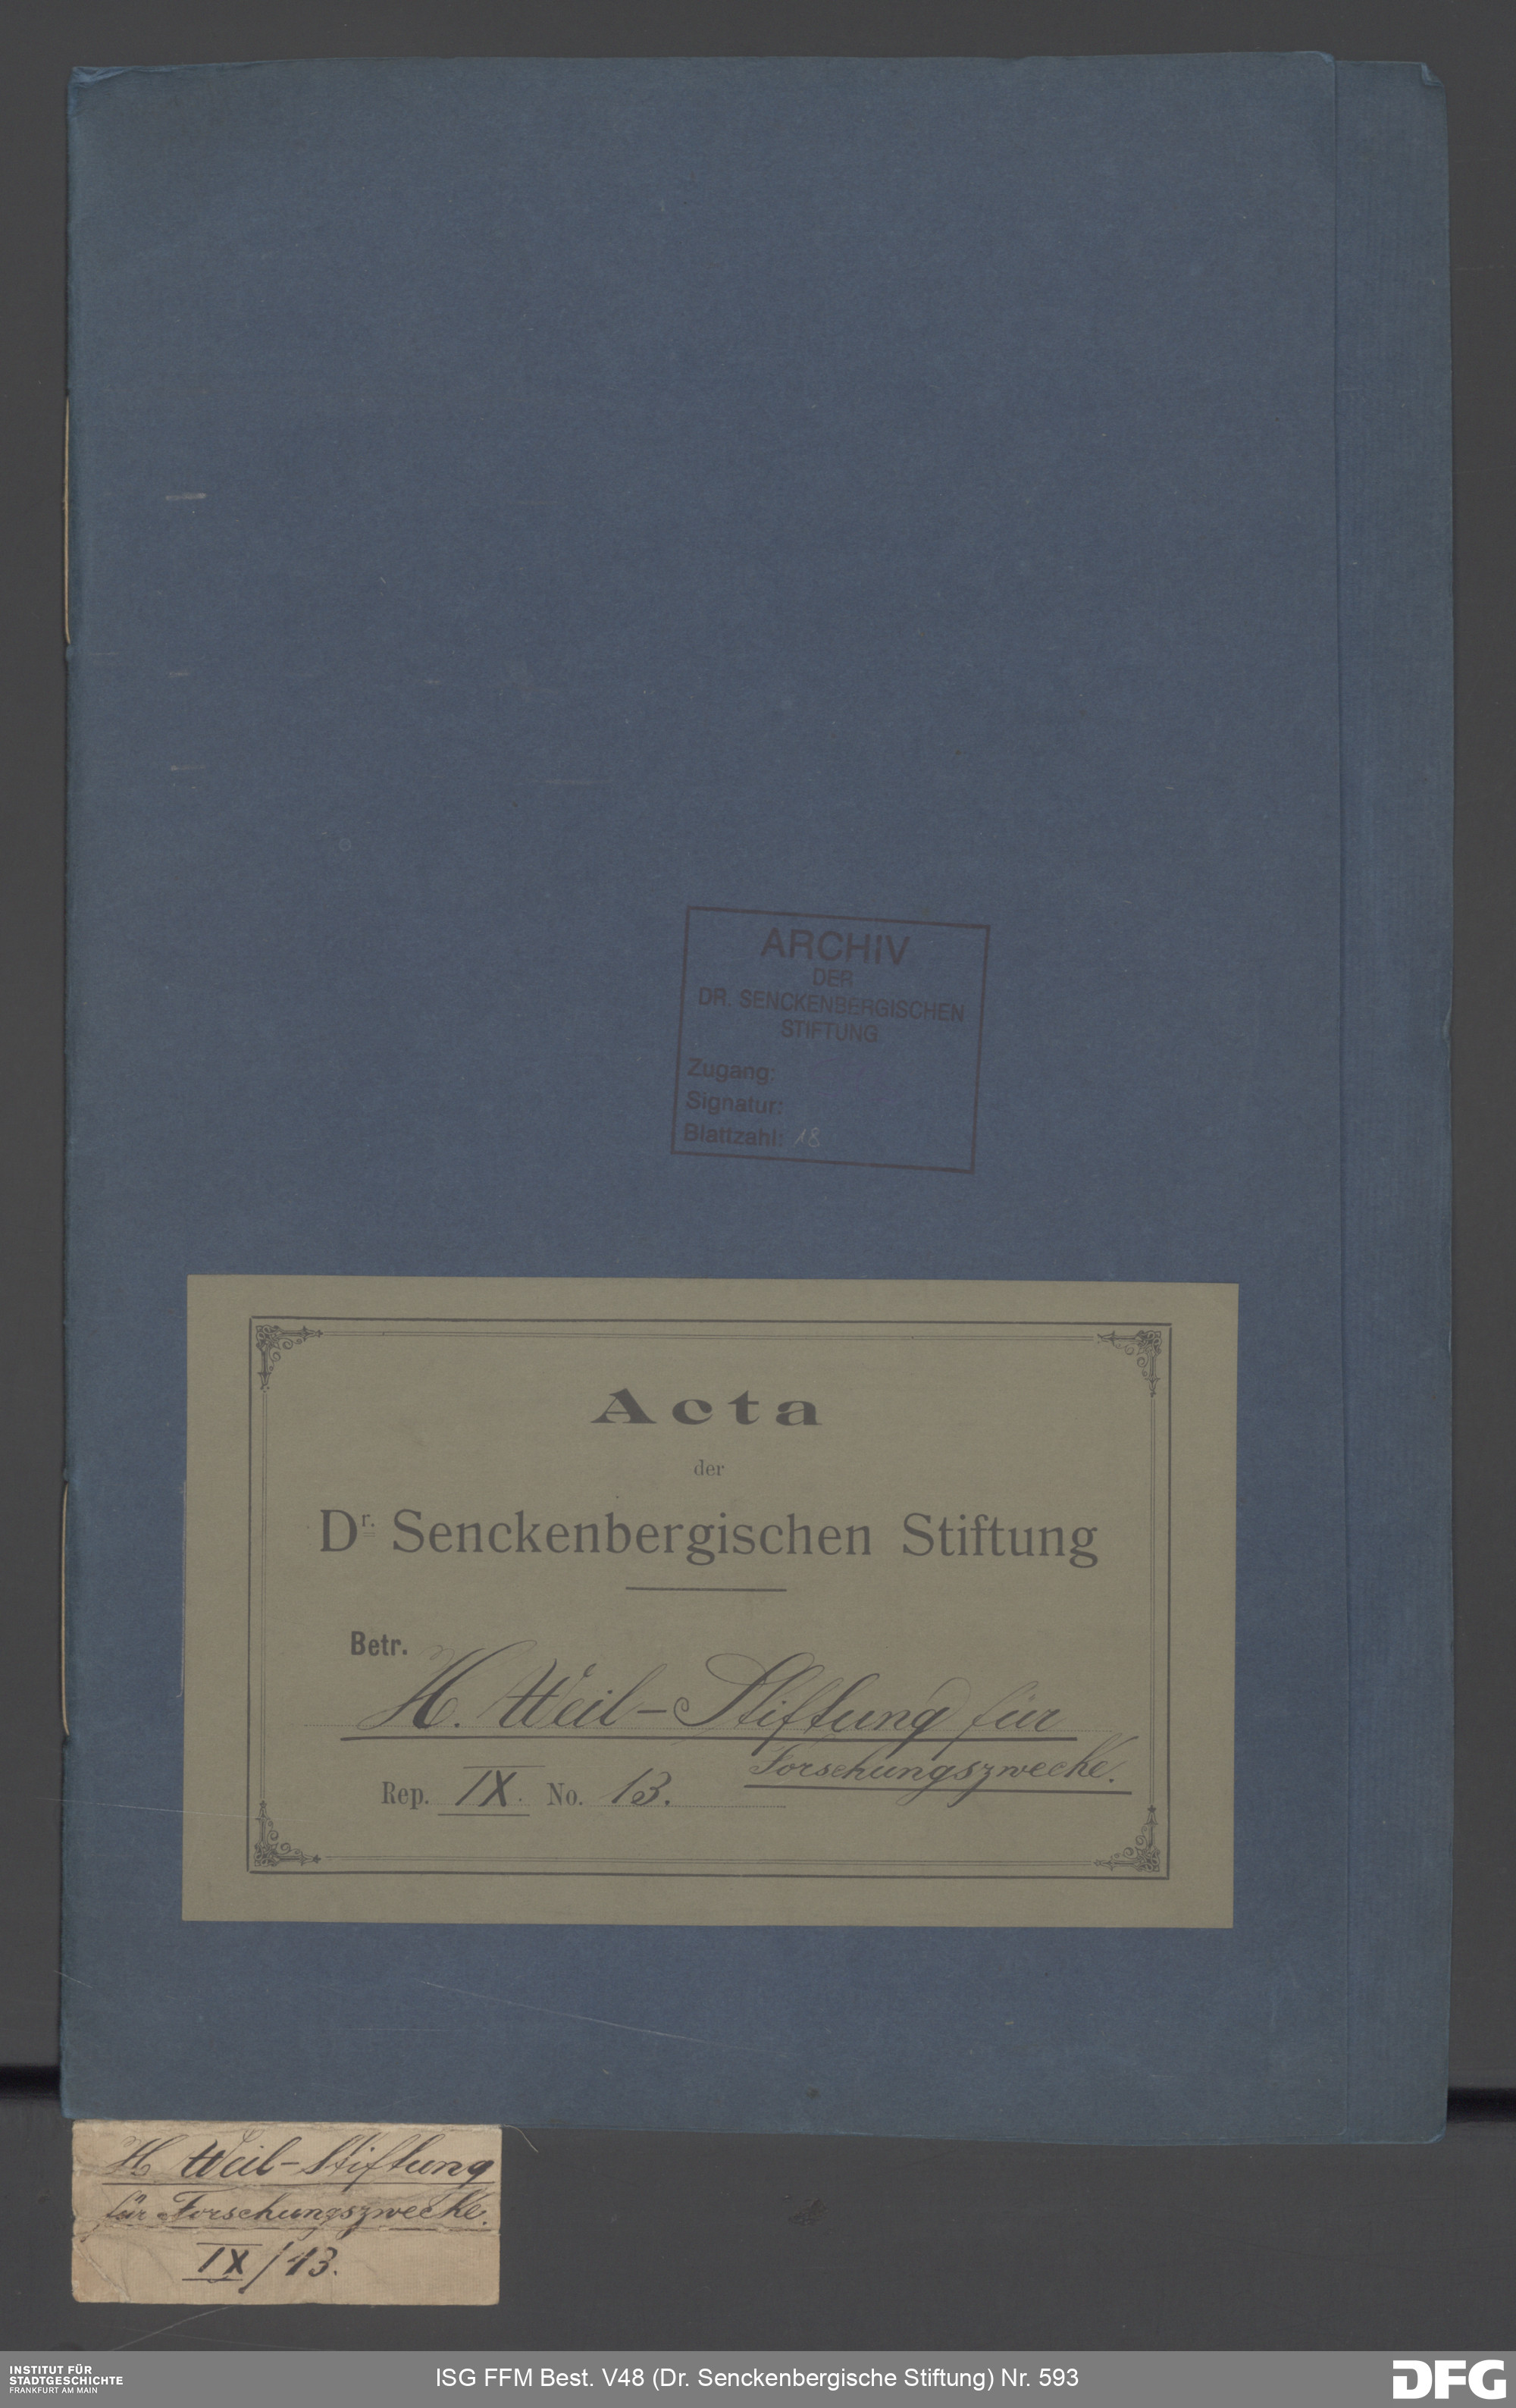 ARCHIV
DER
DR. SENCKENBERGISCHEN
STIFTUNG
Zugang:
Signatur:
Blattzahl: 18
Acta
der
Dr. Senckenbergischen Stiftung
Betr.
H. Weil-Stiftung für
Forschungszwecke.
Rep. IX. No. 13.
H. Weil-Stiftung
für Forschungszwecke.
IX/13.
INSTITUT FÜR
STADTGESCHICHTE
FRANKFURT AM MAIN
ISG FFM Best. V48 (Dr. Senckenbergische Stiftung) Nr. 593
DFG